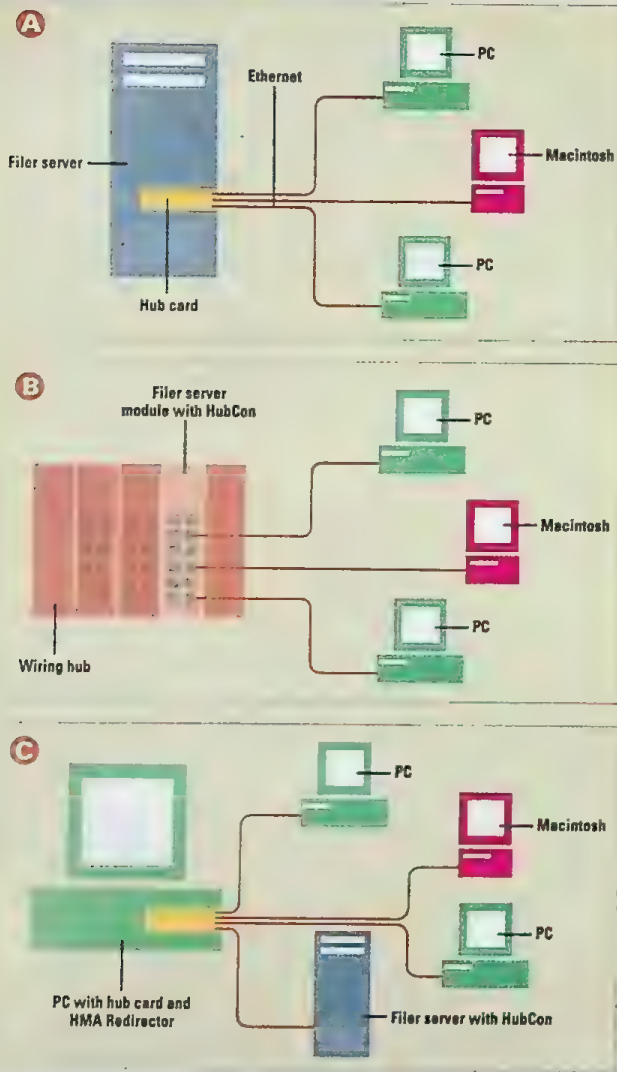 A
PC
Ethernet
Filer server
Macintosh
PC
Hub card
B
Filer server
module with HubCon
PC
Macintosh
PC
Wiring hub
C
PC
Macintosh
PC
PC with hub card and
HMA Redirector
Filer server with HubCon